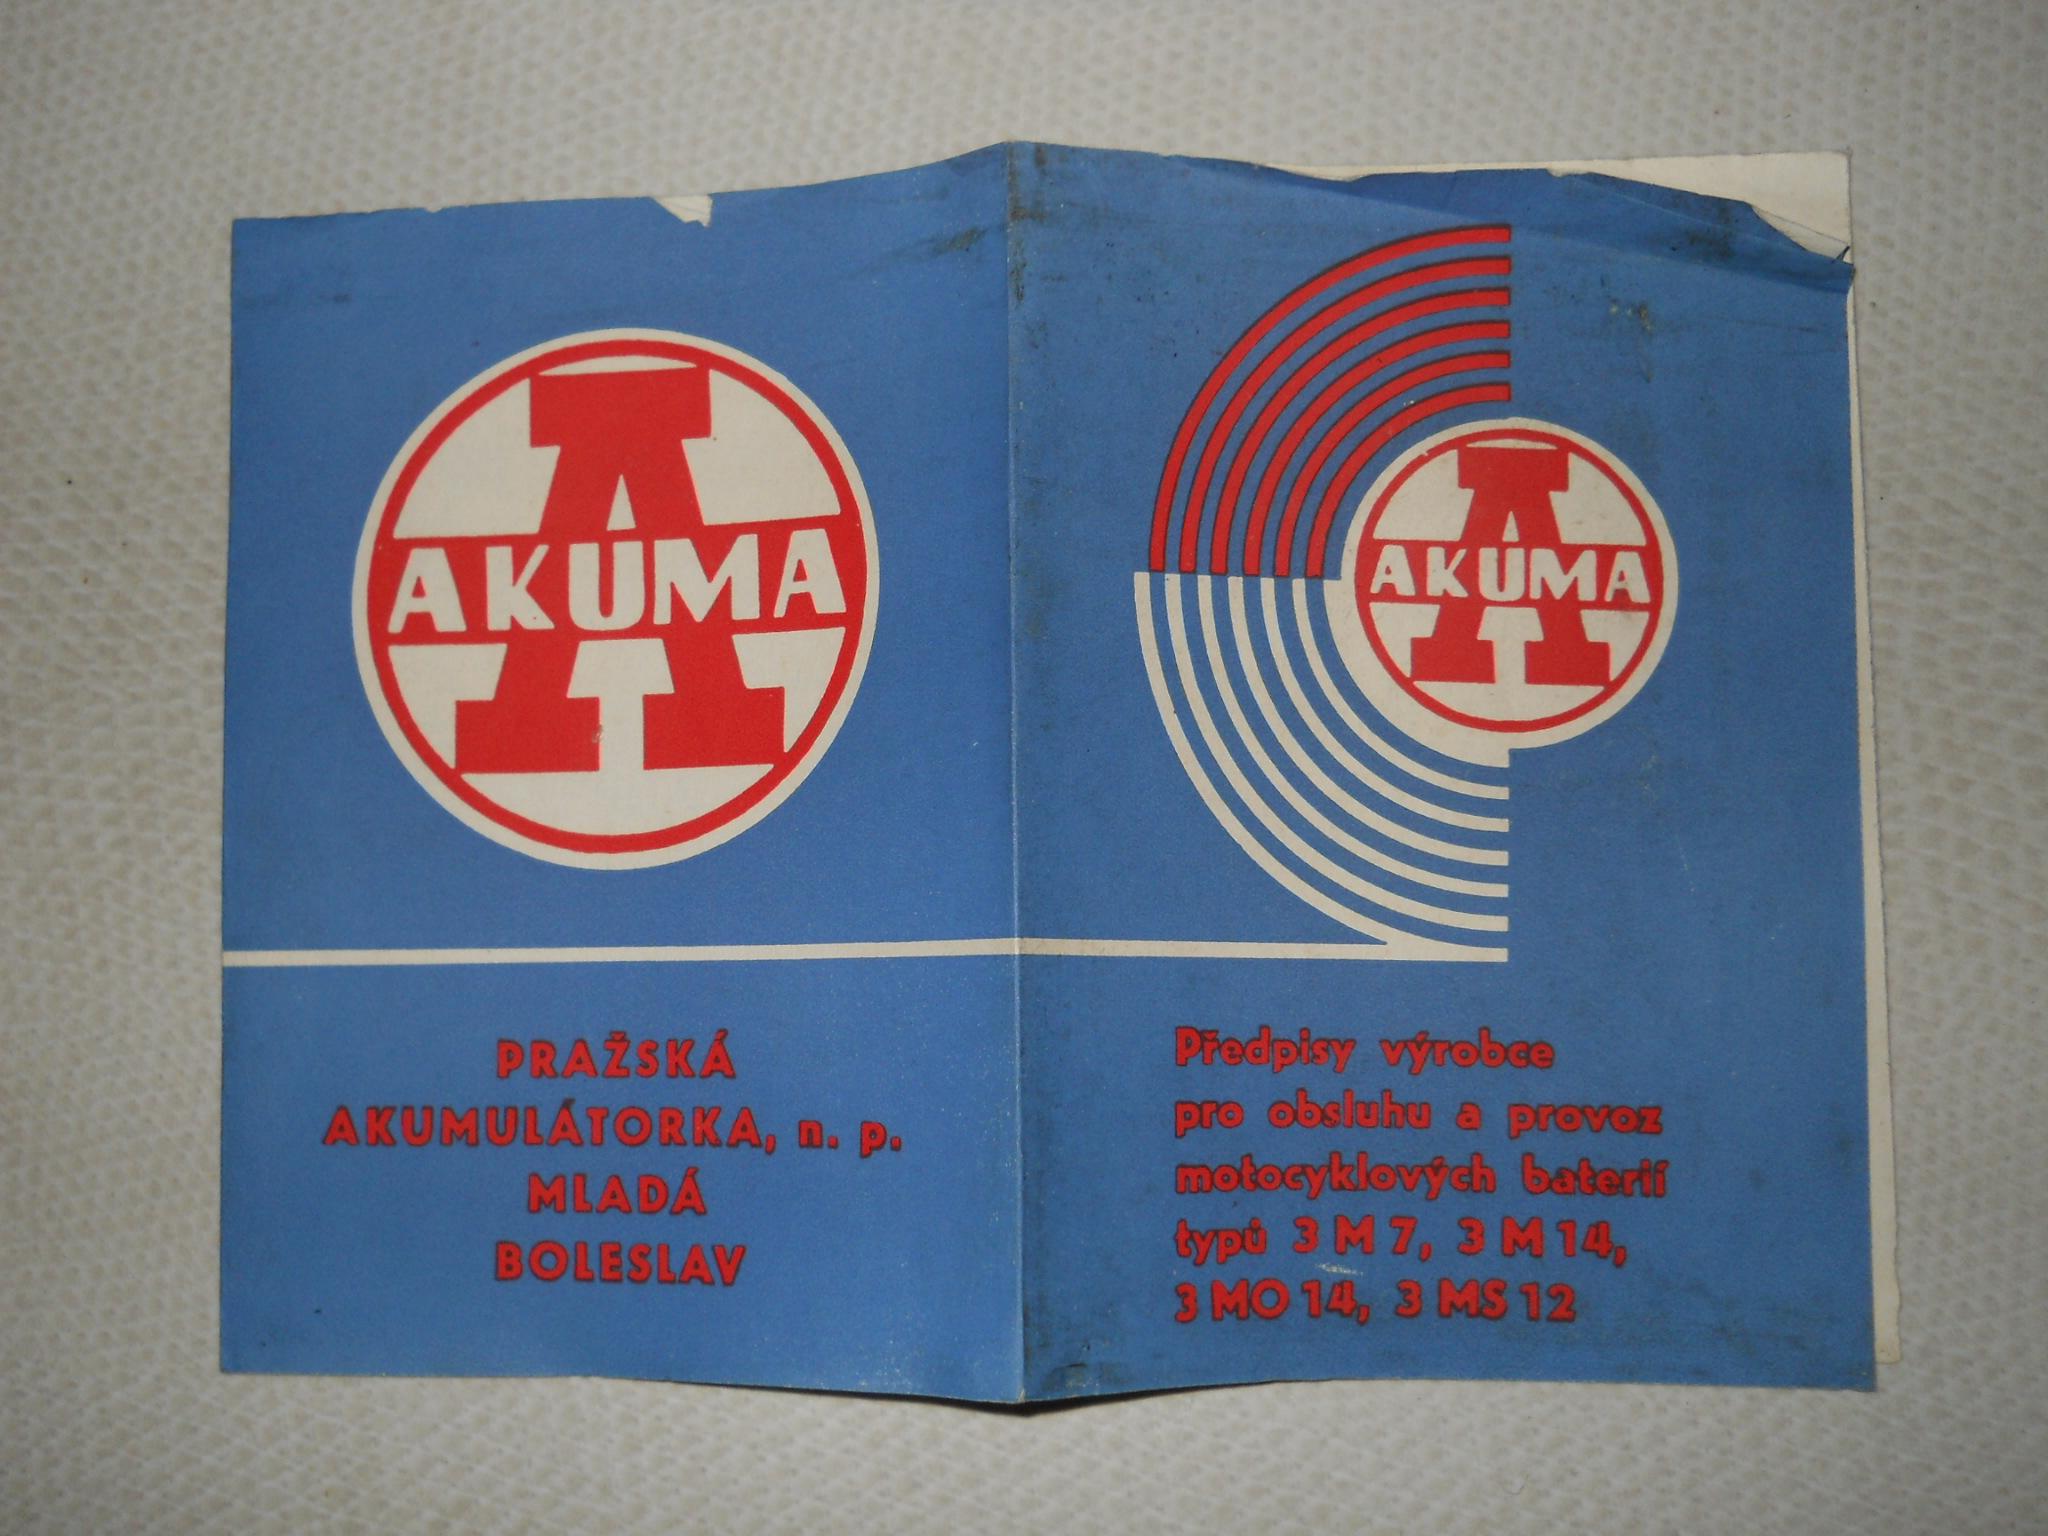 AKUMA
PRAŽSKÁ
AKUMULÁTORKA, n. p.
MLADÁ
BOLESLAV
AKUMA
Předpisy výrobce
pro obsluhu a provoz
motocyklových baterií
typů 3 M 7, 3 M 14,
3 MO 14, 3 MS 12